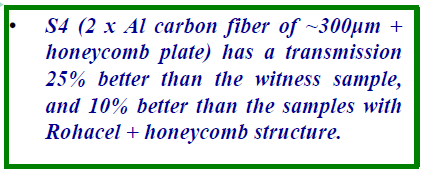 • S4 (2 x Al carbon fiber of ~300μm +
honeycomb plate) has a transmission
25% better than the witness sample,
and 10% better than the samples with
Rohacel + honeycomb structure.